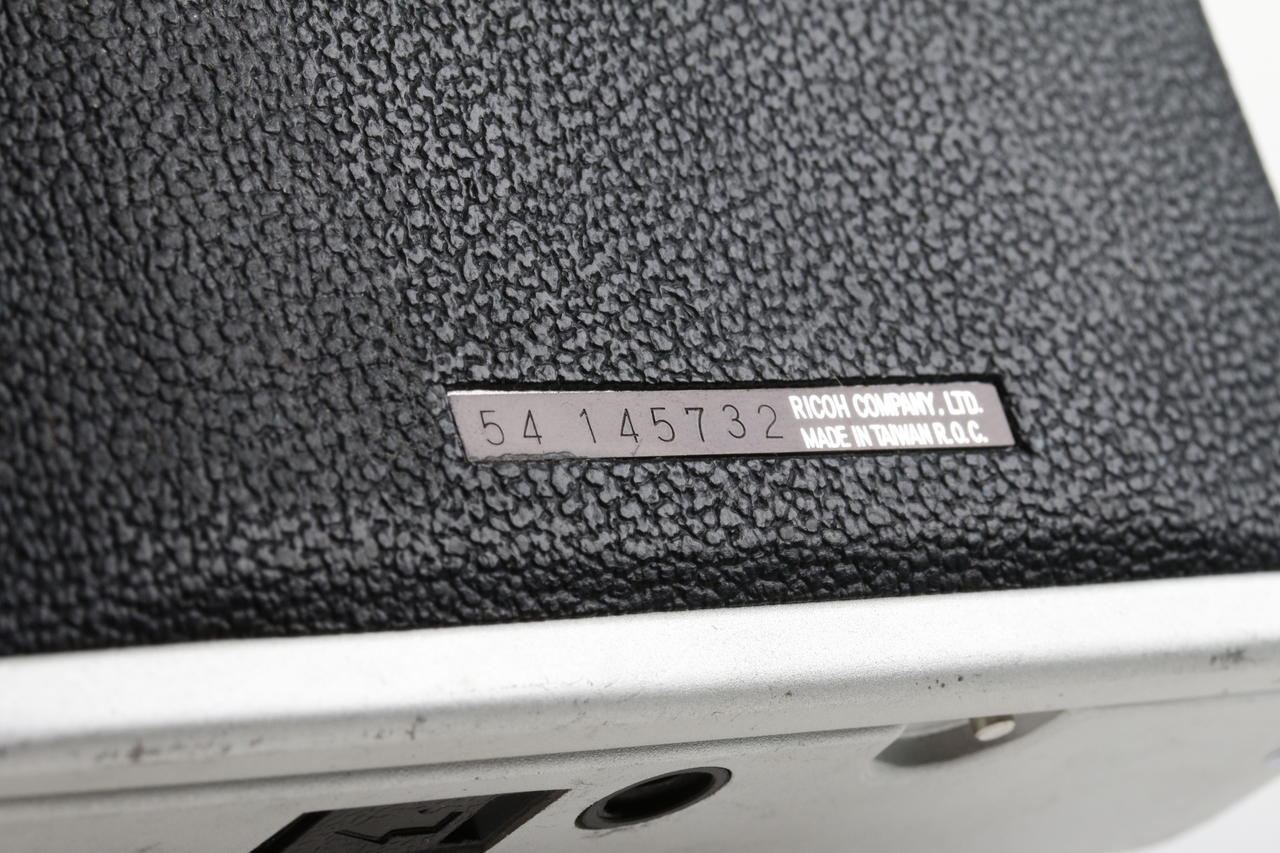 54 145732
RICOH COMPANY, LTD.
MADE IN TAIWAN R.O.C.